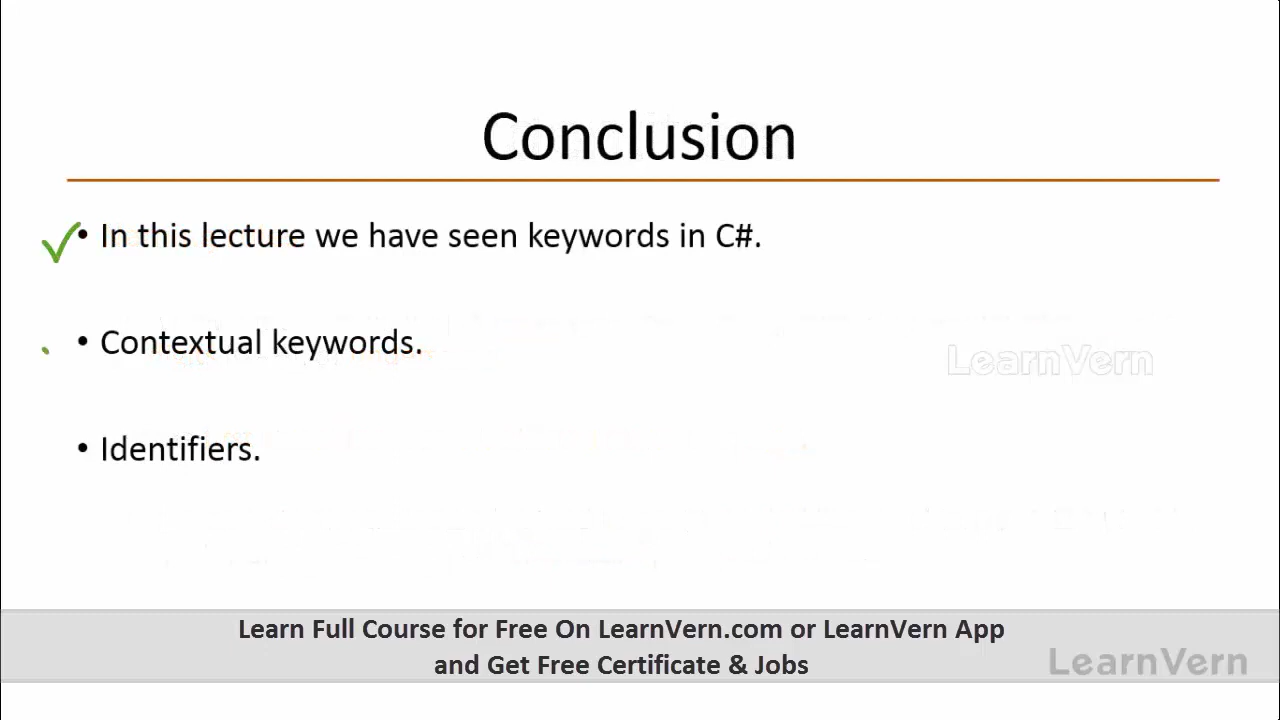 Conclusion
• In this lecture we have seen keywords in C#.
• Contextual keywords.
LearnVern
• Identifiers.
Learn Full Course for Free On LearnVern.com or LearnVern App
and Get Free Certificate & Jobs
LearnVern